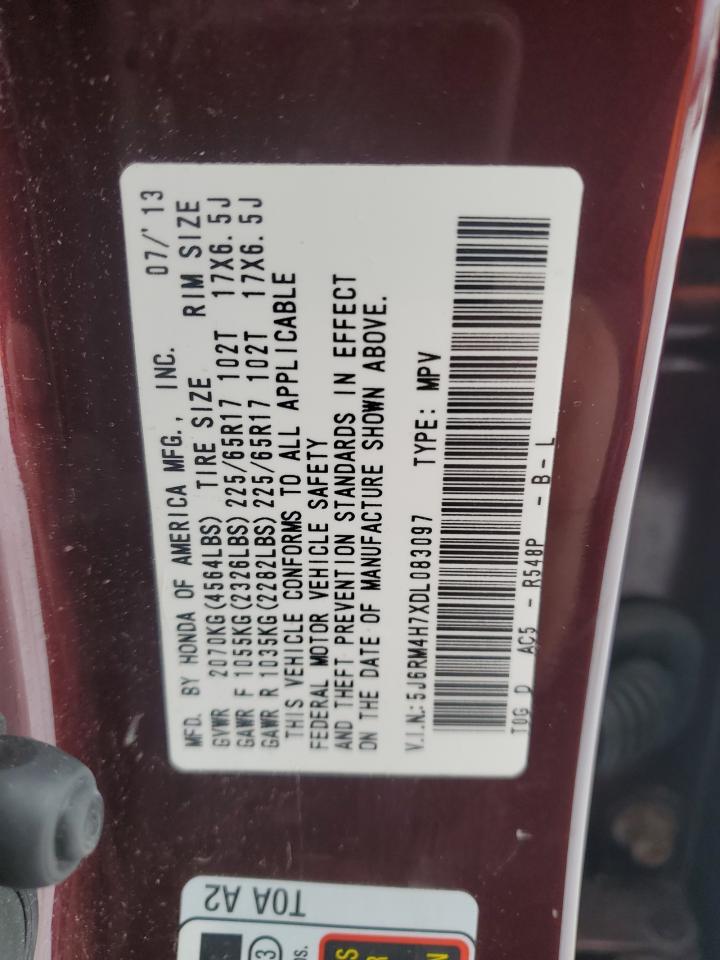 MFD. BY HONDA OF AMERICA MFG., INC. 07/'13
GVWR 2070KG(4564LBS) TIRE SIZE RIM SIZE
GAWR F 1055KG(2326LBS) 225/65R17 102T 17X6.5J
GAWR R 1035KG(2282LBS) 225/65R17 102T 17X6.5J
THIS VEHICLE CONFORMS TO ALL APPLICABLE
FEDERAL MOTOR VEHICLE SAFETY
AND THEFT PREVENTION STANDARDS IN EFFECT
ON THE DATE OF MANUFACTURE SHOWN ABOVE.
V.I.N.: 5J6RM4H7XDL083097 TYPE: MPV
T0G D AC5 - R548P - B - L
T0A A2